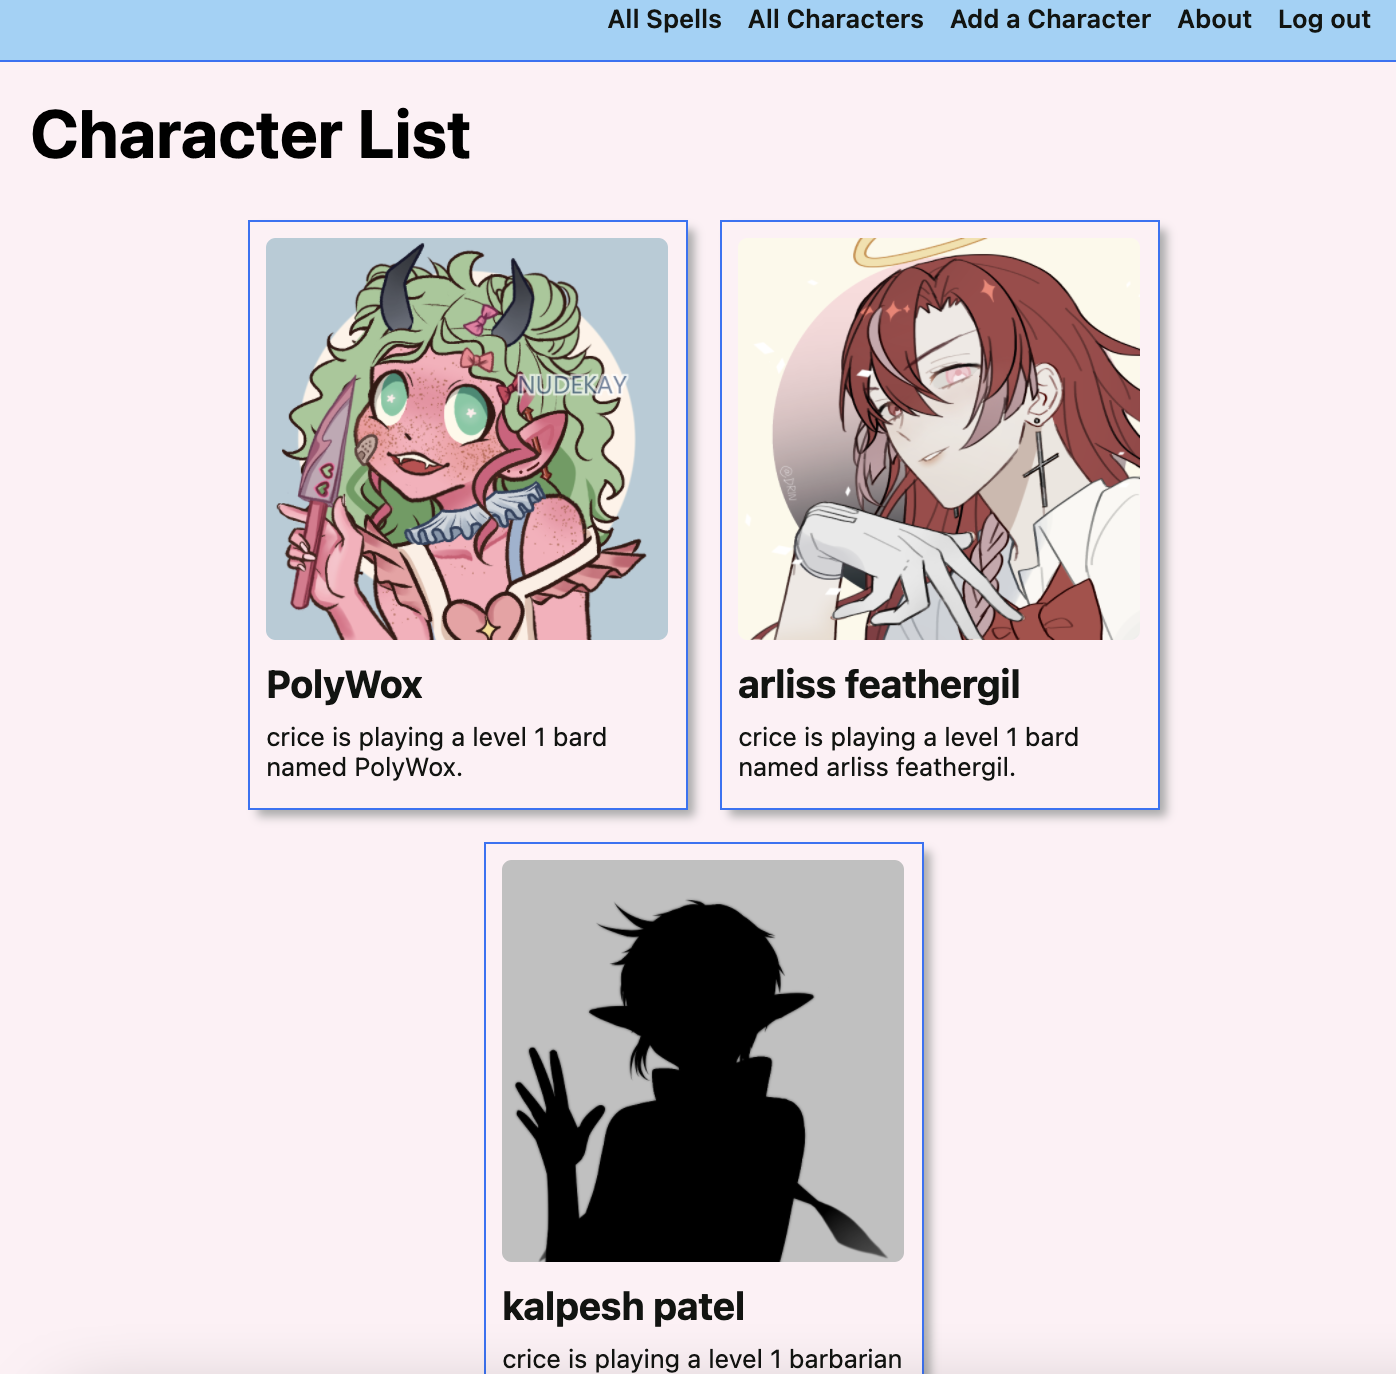 All Spells All Characters Add a Character About Log out
Character List
NUDEKAY
PolyWox
crice is playing a level 1 bard
named PolyWox.
arliss feathergil
crice is playing a level 1 bard
named arliss feathergil.
kalpesh patel
crice is playing a level 1 barbarian